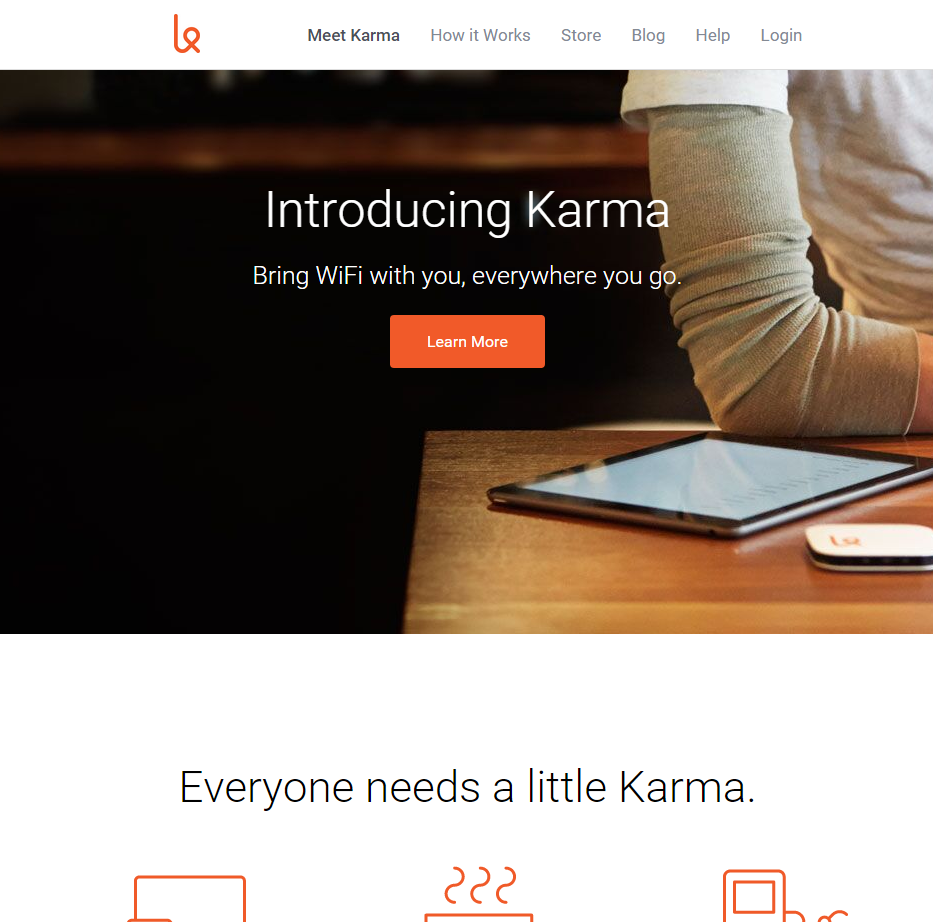 Meet Karma
How it Works
Store
Blog
Help
Login
Introducing Karma
Bring WiFi with you, everywhere you go.
Learn More
Everyone needs a little Karma.